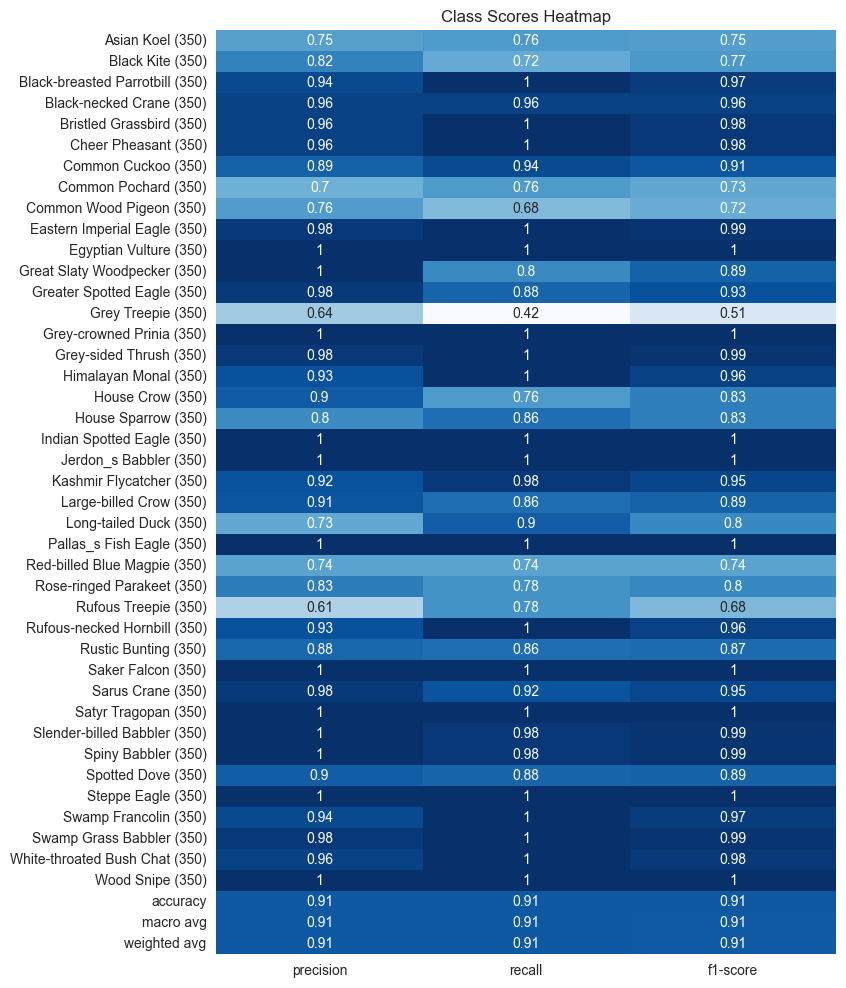 Class Scores Heatmap
Asian Koel (350) 0.75 0.76 0.75
Black Kite (350) 0.82 0.72 0.77
Black-breasted Parrotbill (350) 0.94 1 0.97
Black-necked Crane (350) 0.96 0.96 0.96
Bristled Grassbird (350) 0.96 1 0.98
Cheer Pheasant (350) 0.96 1 0.98
Common Cuckoo (350) 0.89 0.94 0.91
Common Pochard (350) 0.7 0.76 0.73
Common Wood Pigeon (350) 0.76 0.68 0.72
Eastern Imperial Eagle (350) 0.98 1 0.99
Egyptian Vulture (350) 1 1 1
Great Slaty Woodpecker (350) 1 0.8 0.89
Greater Spotted Eagle (350) 0.98 0.88 0.93
Grey Treepie (350) 0.64 0.42 0.51
Grey-crowned Prinia (350) 1 1 1
Grey-sided Thrush (350) 0.98 1 0.99
Himalayan Monal (350) 0.93 1 0.96
House Crow (350) 0.9 0.76 0.83
House Sparrow (350) 0.8 0.86 0.83
Indian Spotted Eagle (350) 1 1 1
Jerdon_s Babbler (350) 1 1 1
Kashmir Flycatcher (350) 0.92 0.98 0.95
Large-billed Crow (350) 0.91 0.86 0.89
Long-tailed Duck (350) 0.73 0.9 0.8
Pallas_s Fish Eagle (350) 1 1 1
Red-billed Blue Magpie (350) 0.74 0.74 0.74
Rose-ringed Parakeet (350) 0.83 0.78 0.8
Rufous Treepie (350) 0.61 0.78 0.68
Rufous-necked Hornbill (350) 0.93 1 0.96
Rustic Bunting (350) 0.88 0.86 0.87
Saker Falcon (350) 1 1 1
Sarus Crane (350) 0.98 0.92 0.95
Satyr Tragopan (350) 1 1 1
Slender-billed Babbler (350) 1 0.98 0.99
Spiny Babbler (350) 1 0.98 0.99
Spotted Dove (350) 0.9 0.88 0.89
Steppe Eagle (350) 1 1 1
Swamp Francolin (350) 0.94 1 0.97
Swamp Grass Babbler (350) 0.98 1 0.99
White-throated Bush Chat (350) 0.96 1 0.98
Wood Snipe (350) 1 1 1
accuracy 0.91 0.91 0.91
macro avg 0.91 0.91 0.91
weighted avg 0.91 0.91 0.91
precision recall f1-score